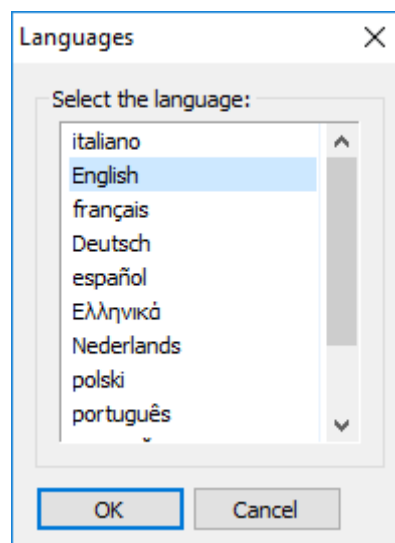 Languages
Select the language:
italiano
English
français
Deutsch
español
Ελληνικά
Nederlands
polski
português
OK Cancel